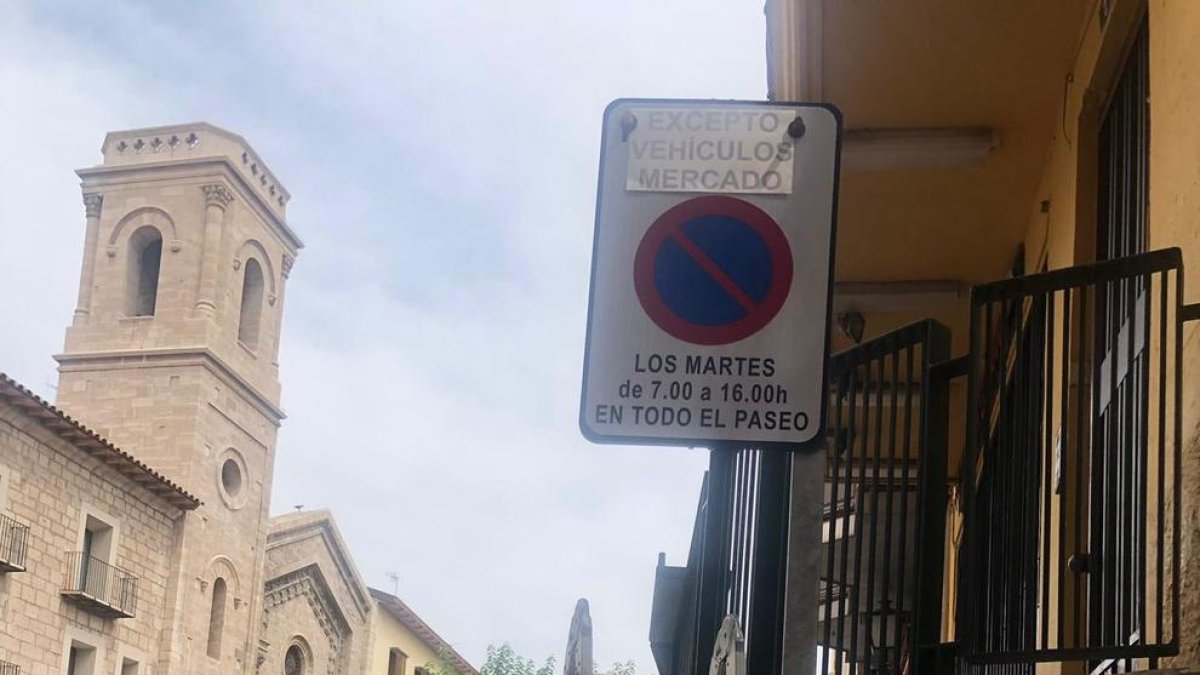 EXCEPTO
VEHÍCULOS
MERCADO
LOS MARTES
de 7.00 a 16.00h
EN TODO EL PASEO